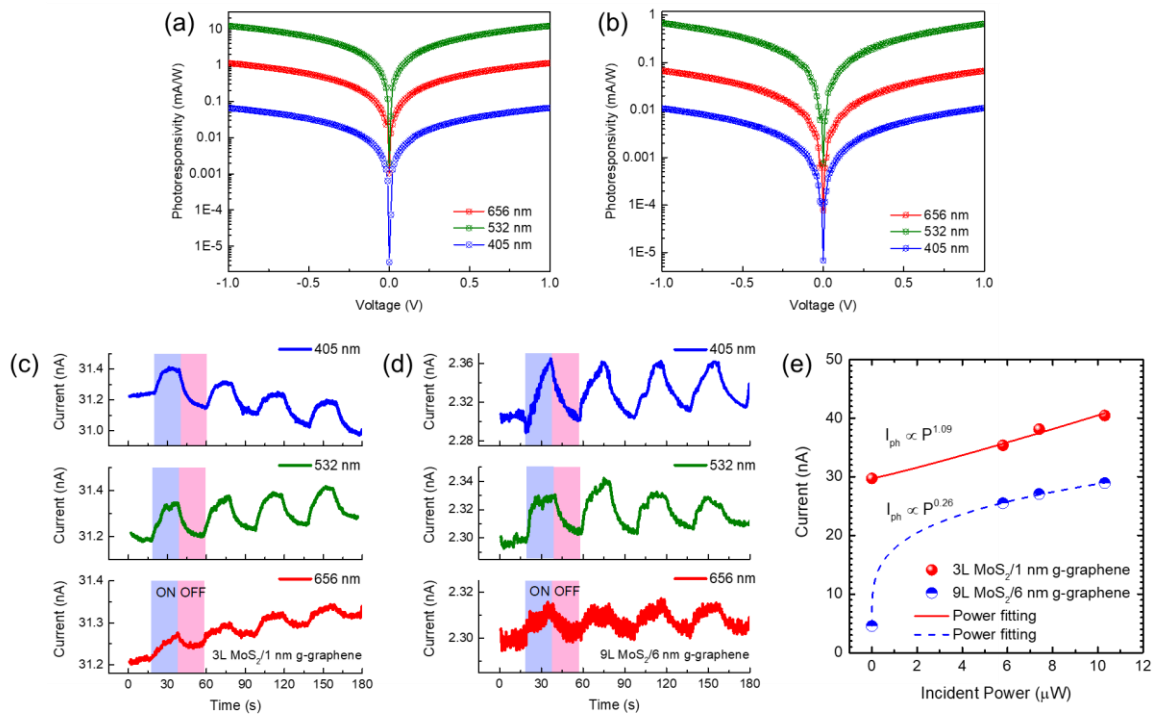 (a)
10
1
0.1
0.01
0.001
1E-4
1E-5
Photoresponsivity (mA/W)
656 nm
532 nm
405 nm
-1.0 -0.5 0.0 0.5 1.0
Voltage (V)
(b)
1
0.1
0.01
0.001
1E-4
1E-5
Photoresponsivity (mA/W)
656 nm
532 nm
405 nm
-1.0 -0.5 0.0 0.5 1.0
Voltage (V)
(c)
405 nm
31.4
31.2
31.0
Current (nA)
532 nm
31.4
31.2
Current (nA)
656 nm
31.4
31.3
31.2
Current (nA)
ON OFF
3L MoS₂/1 nm g-graphene
0 30 60 90 120 150 180
Time (s)
(d)
405 nm
2.36
2.32
2.28
Current (nA)
532 nm
2.34
2.32
2.30
Current (nA)
656 nm
2.32
2.30
Current (nA)
ON OFF
9L MoS₂/6 nm g-graphene
0 30 60 90 120 150 180
Time (s)
(e)
50
40
30
20
10
0
Current (nA)
I_ph ∝ P^1.09
I_ph ∝ P^0.26
3L MoS₂/1 nm g-graphene
9L MoS₂/6 nm g-graphene
Power fitting
Power fitting
0 2 4 6 8 10 12
Incident Power (μW)